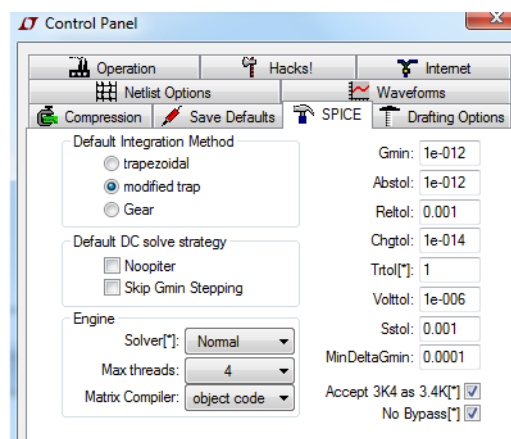 Control Panel
Operation Hacks! Internet
Netlist Options Waveforms
Compression Save Defaults SPICE Drafting Options
Default Integration Method
trapezoidal
modified trap
Gear
Default DC solve strategy
Noopiter
Skip Gmin Stepping
Engine
Solver[*]: Normal
Max threads: 4
Matrix Compiler: object code
Gmin: 1e-012
Abstol: 1e-012
Reltol: 0.001
Chgtol: 1e-014
Trtol[*]: 1
Volttol: 1e-006
Sstol: 0.001
MinDeltaGmin: 0.0001
Accept 3K4 as 3.4K[*]
No Bypass[*]